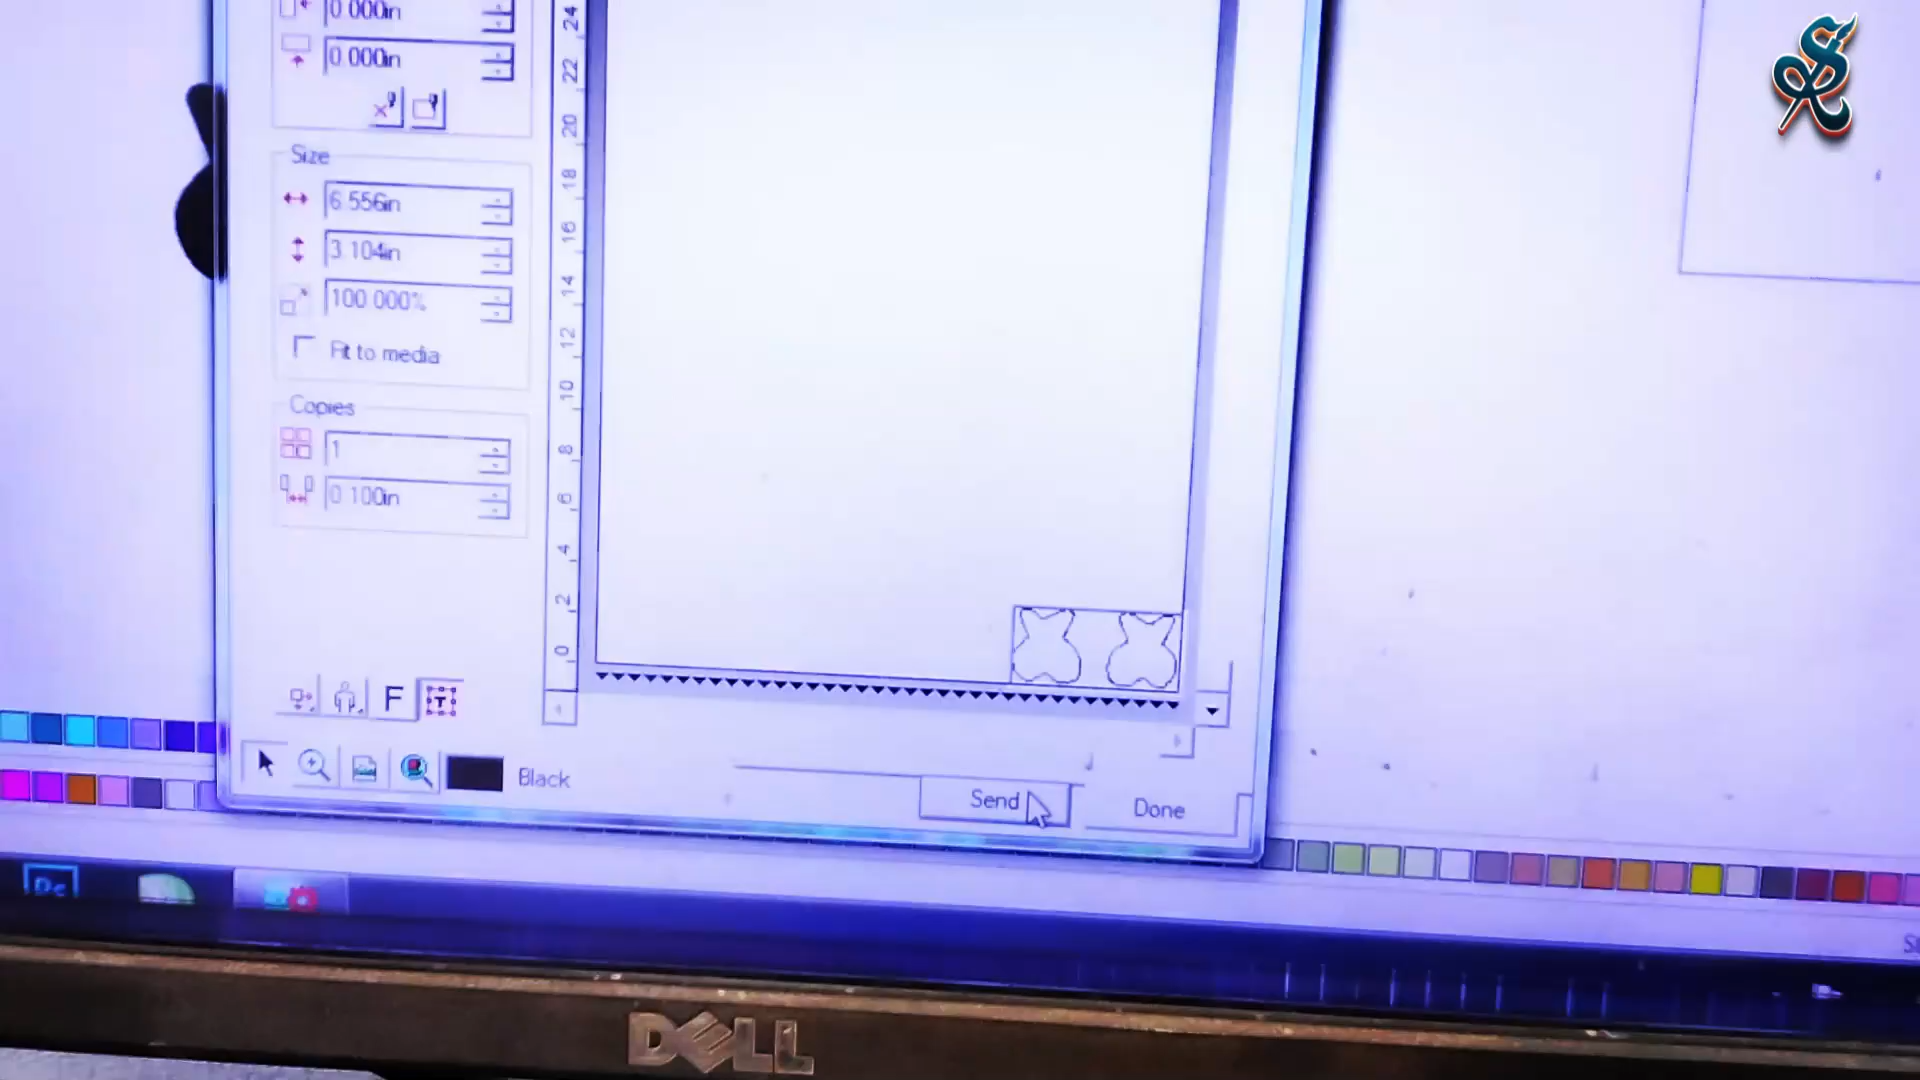 0.000in
0.000in
Size
6.556in
3.104in
100.000%
Fit to media
Copies
1
0.100in
24
22
20
18
16
14
12
10
8
6
4
2
0
F
T
Black
Send
Done
Dc
DELL